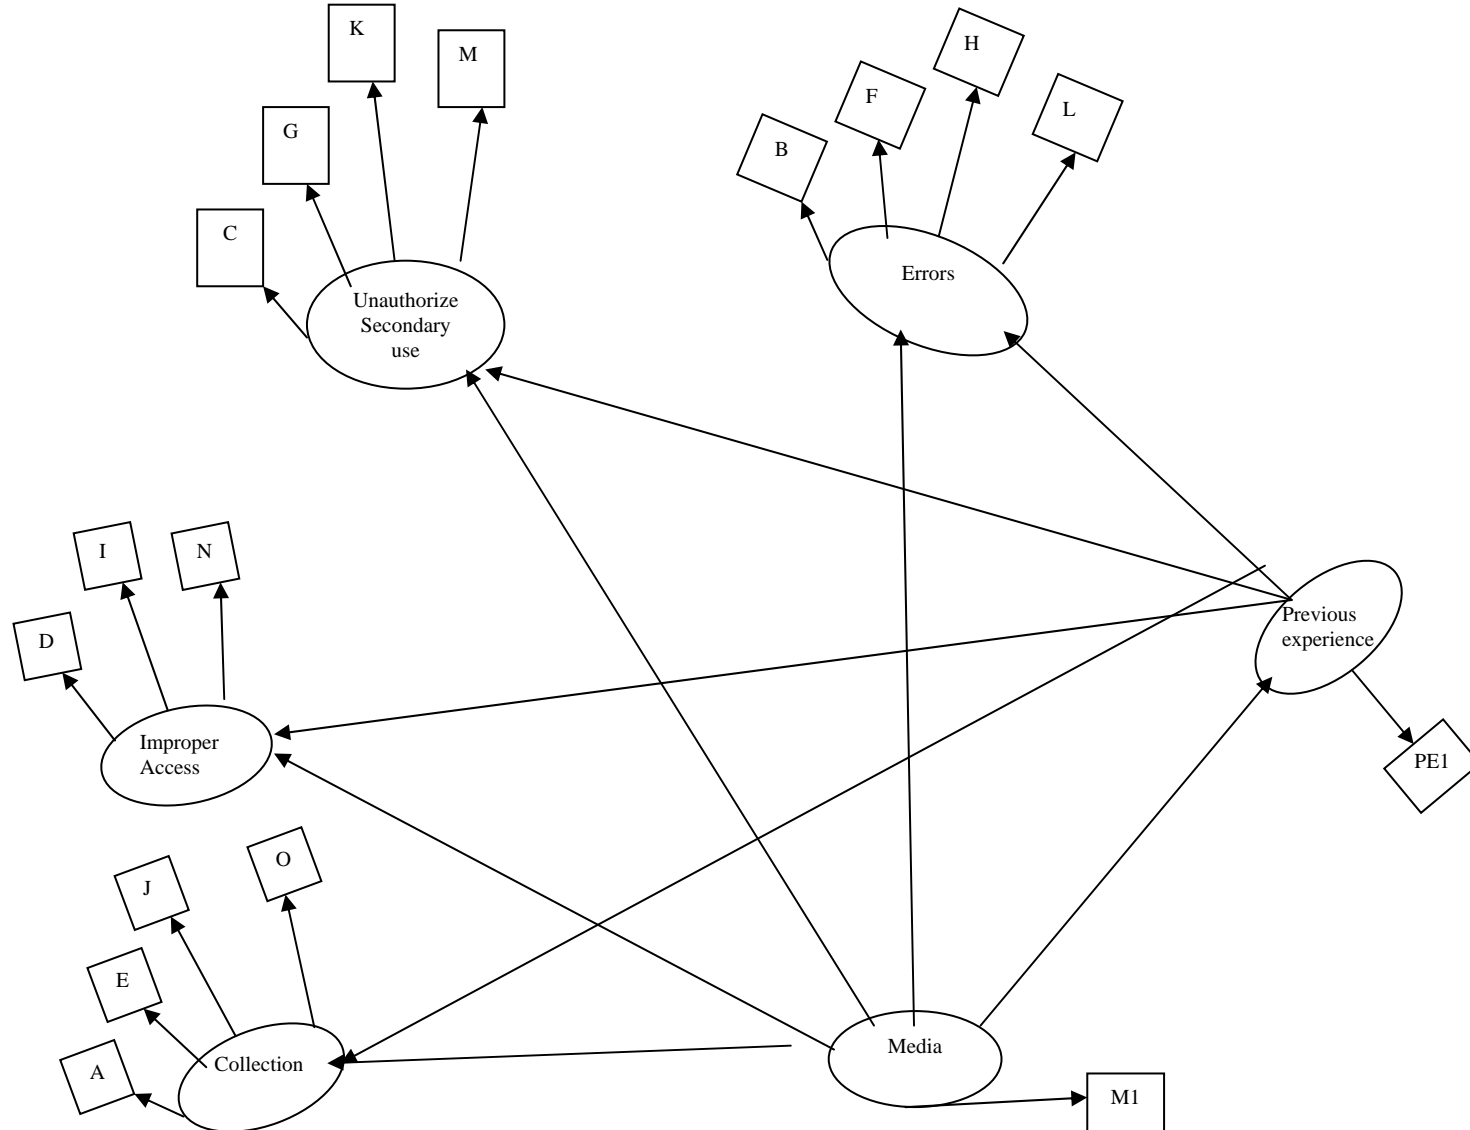 K
M
G
C
H
F
L
B
Errors
Unauthorize
Secondary
use
I
N
D
Previous
experience
Improper
Access
PE1
O
J
E
A
Collection
Media
M1